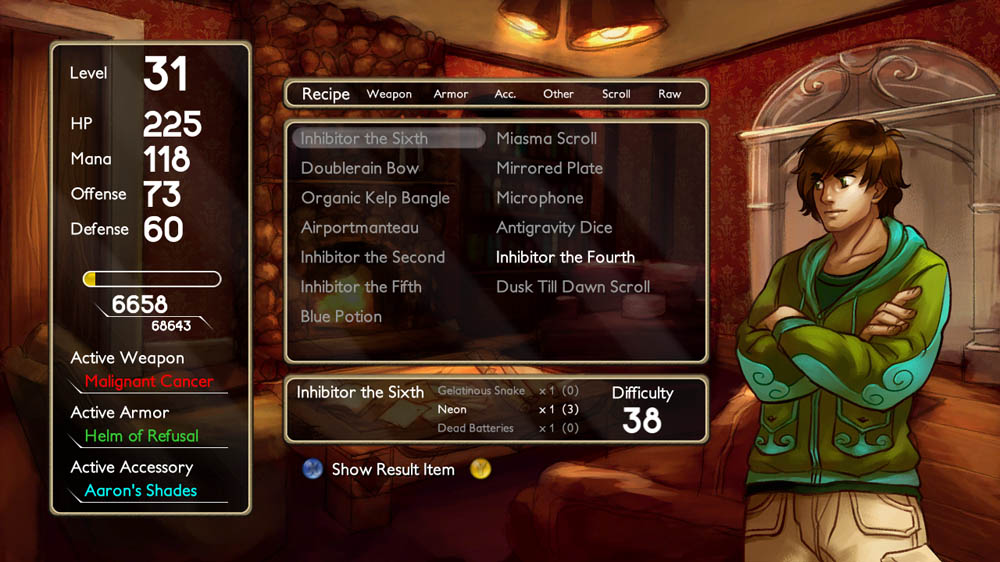 Level 31
HP 225
Mana 118
Offense 73
Defense 60
6658
68643
Active Weapon
Malignant Cancer
Active Armor
Helm of Refusal
Active Accessory
Aaron's Shades
Recipe Weapon Armor Acc. Other Scroll Raw
Inhibitor the Sixth Miasma Scroll
Doublerain Bow Mirrored Plate
Organic Kelp Bangle Microphone
Airportmanteau Antigravity Dice
Inhibitor the Second Inhibitor the Fourth
Inhibitor the Fifth Dusk Till Dawn Scroll
Blue Potion
Inhibitor the Sixth
Gelatinous Snake x 1 (0)
Neon x 1 (3)
Dead Batteries x 1 (0)
Difficulty
38
X Show Result Item Y